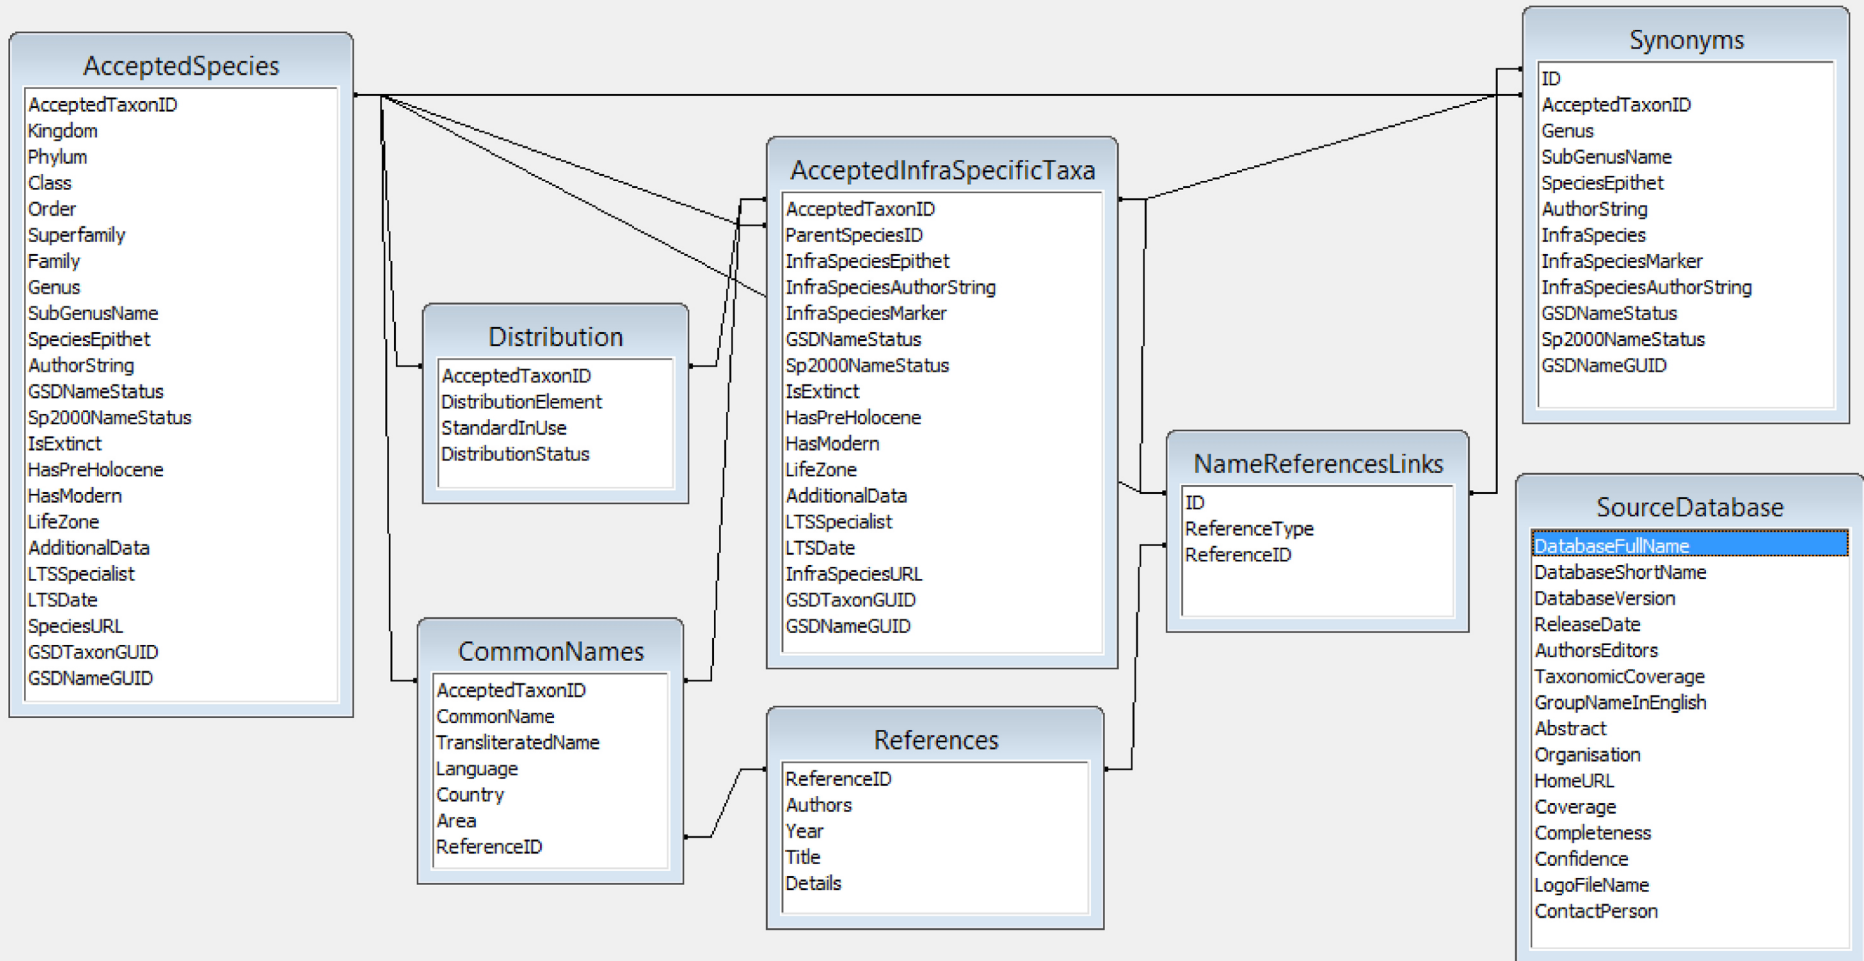 AcceptedSpecies
AcceptedTaxonID
Kingdom
Phylum
Class
Order
Superfamily
Family
Genus
SubGenusName
SpeciesEpithet
AuthorString
GSDNameStatus
Sp2000NameStatus
IsExtinct
HasPreHolocene
HasModern
LifeZone
AdditionalData
LTSSpecialist
LTSDate
SpeciesURL
GSDTaxonGUID
GSDNameGUID
Distribution
AcceptedTaxonID
DistributionElement
StandardInUse
DistributionStatus
CommonNames
AcceptedTaxonID
CommonName
TransliteratedName
Language
Country
Area
ReferenceID
AcceptedInfraSpecificTaxa
AcceptedTaxonID
ParentSpeciesID
InfraSpeciesEpithet
InfraSpeciesAuthorString
InfraSpeciesMarker
GSDNameStatus
Sp2000NameStatus
IsExtinct
HasPreHolocene
HasModern
LifeZone
AdditionalData
LTSSpecialist
LTSDate
InfraSpeciesURL
GSDTaxonGUID
GSDNameGUID
References
ReferenceID
Authors
Year
Title
Details
NameReferencesLinks
ID
ReferenceType
ReferenceID
Synonyms
ID
AcceptedTaxonID
Genus
SubGenusName
SpeciesEpithet
AuthorString
InfraSpecies
InfraSpeciesMarker
InfraSpeciesAuthorString
GSDNameStatus
Sp2000NameStatus
GSDNameGUID
SourceDatabase
DatabaseFullName
DatabaseShortName
DatabaseVersion
ReleaseDate
AuthorsEditors
TaxonomicCoverage
GroupNameInEnglish
Abstract
Organisation
HomeURL
Coverage
Completeness
Confidence
LogoFileName
ContactPerson